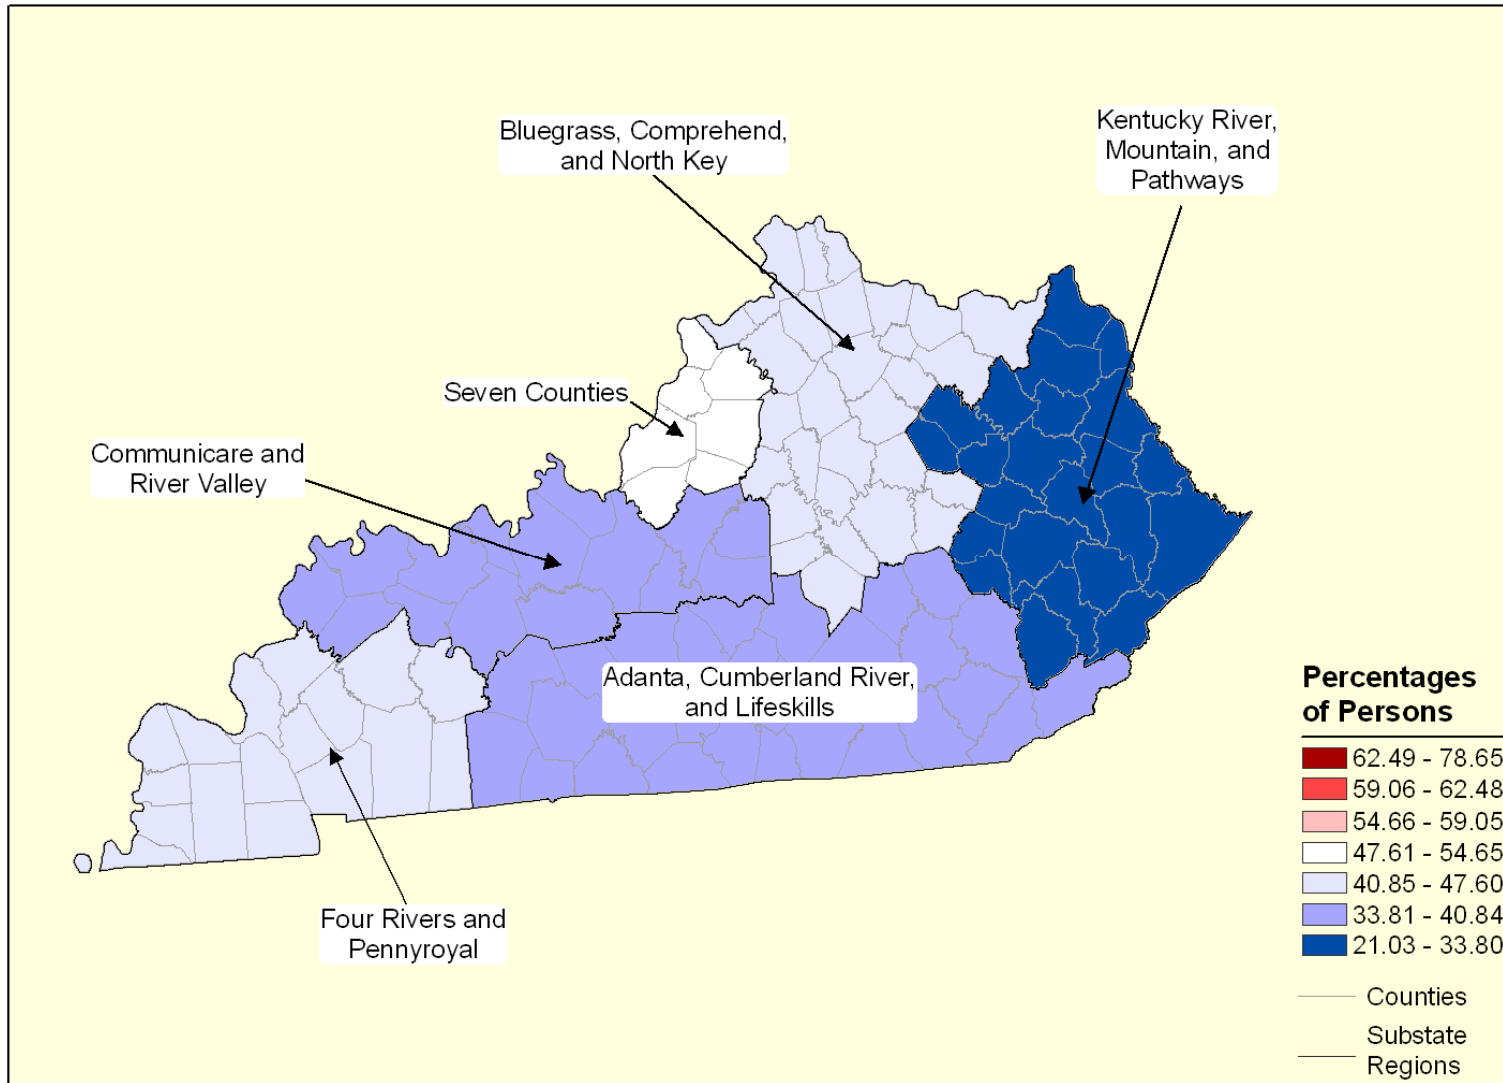 Bluegrass, Comprehend,
and North Key
Kentucky River,
Mountain, and
Pathways
Seven Counties
Communicare and
River Valley
Adanta, Cumberland River,
and Lifeskills
Four Rivers and
Pennyroyal
Percentages
of Persons
62.49 - 78.65
59.06 - 62.48
54.66 - 59.05
47.61 - 54.65
40.85 - 47.60
33.81 - 40.84
21.03 - 33.80
Counties
Substate
Regions